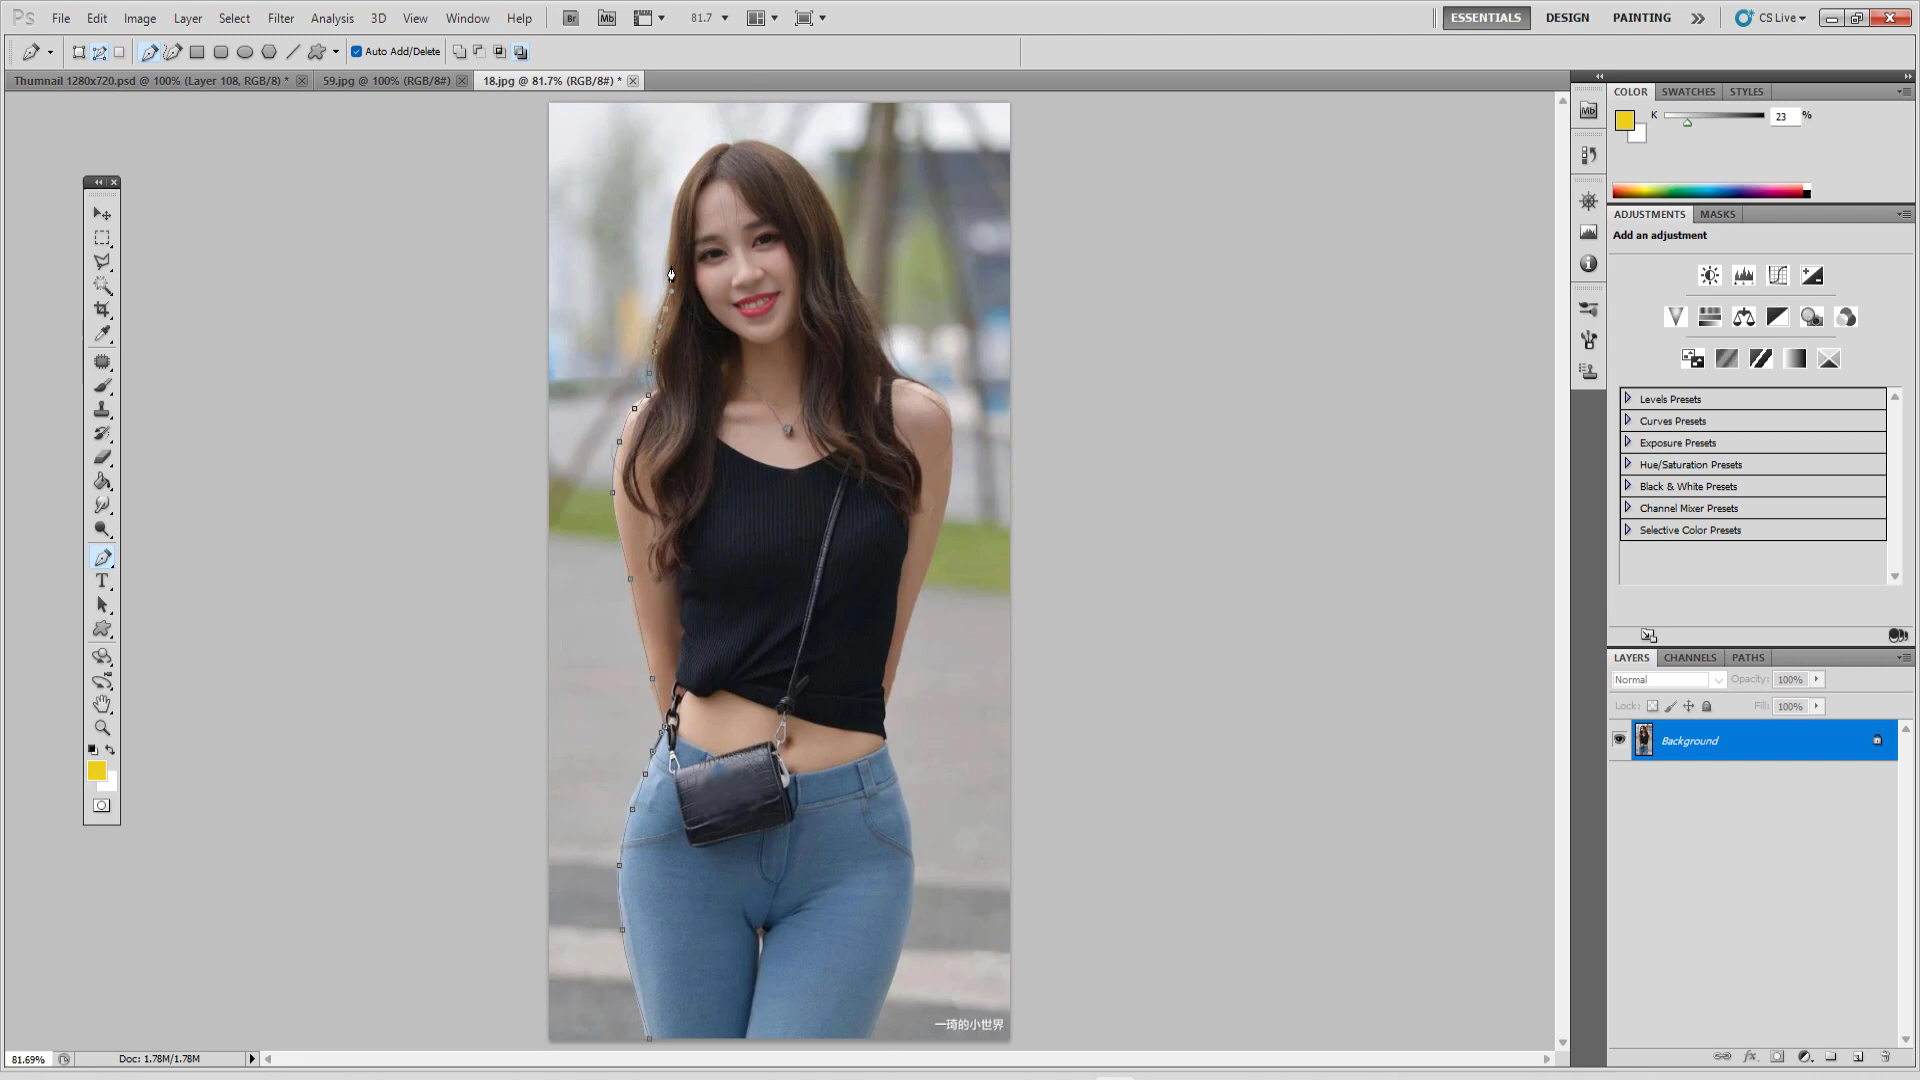 Ps File Edit Image Layer Select Filter Analysis 3D View Window Help Br Mb 81.7 ESSENTIALS DESIGN PAINTING CS Live
Auto Add/Delete
Thumnail 1280x720.psd @ 100% (Layer 108, RGB/8) * 59.jpg @ 100% (RGB/8#) 18.jpg @ 81.7% (RGB/8#) *
COLOR SWATCHES STYLES
Mb
K 23 %
ADJUSTMENTS MASKS
Add an adjustment
Levels Presets
Curves Presets
Exposure Presets
Hue/Saturation Presets
Black & White Presets
Channel Mixer Presets
Selective Color Presets
T
LAYERS CHANNELS PATHS
Normal Opacity: 100%
Lock: Fill: 100%
Background
一琦的小世界
81.69% Doc: 1.78M/1.78M fx